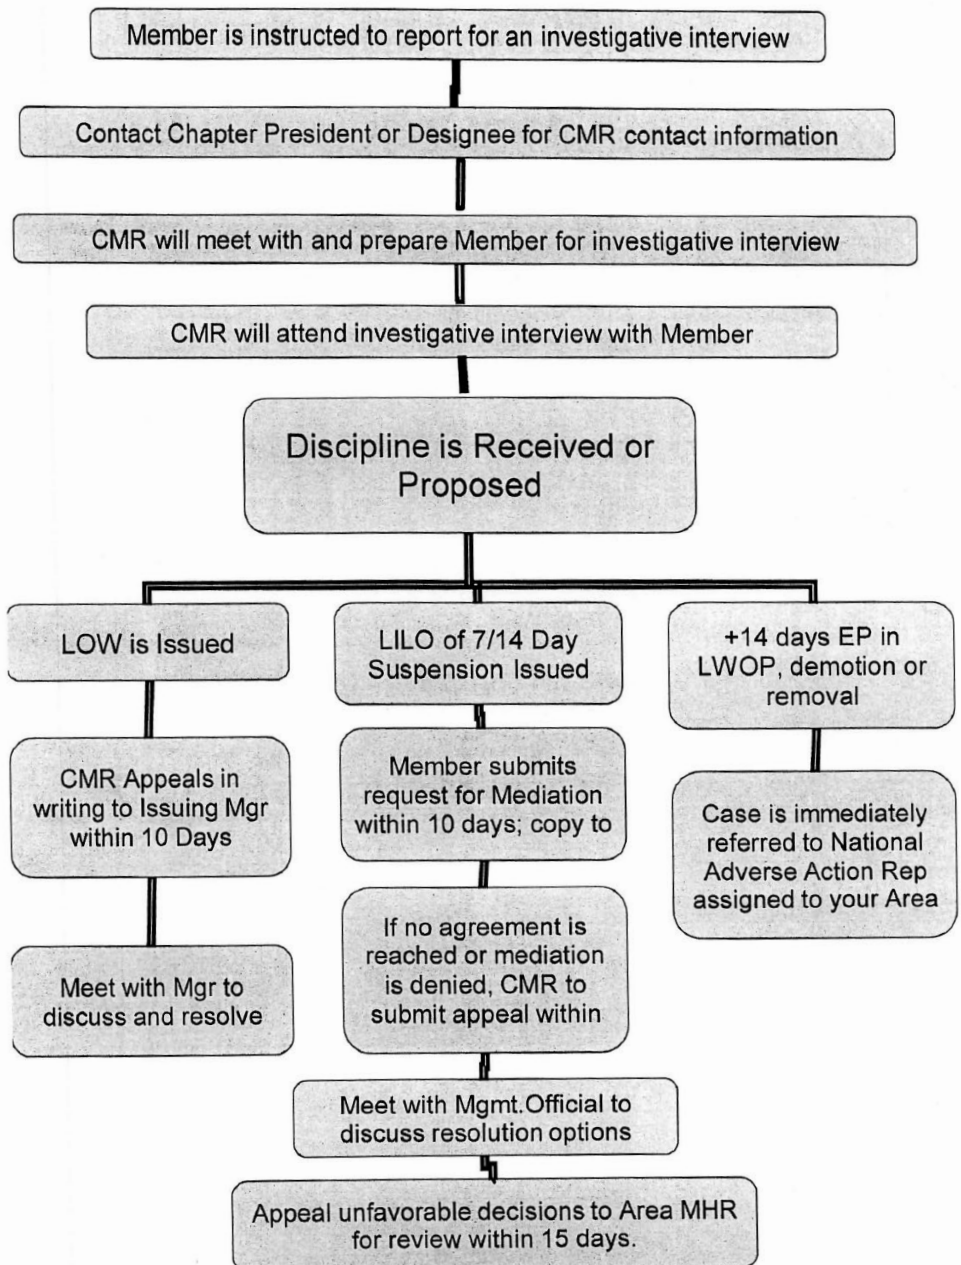 Member is instructed to report for an investigative interview
Contact Chapter President or Designee for CMR contact information
CMR will meet with and prepare Member for investigative interview
CMR will attend investigative interview with Member
Discipline is Received or
Proposed
LOW is Issued
CMR Appeals in
writing to Issuing Mgr
within 10 Days
Meet with Mgr to
discuss and resolve
LILO of 7/14 Day
Suspension Issued
Member submits
request for Mediation
within 10 days; copy to
If no agreement is
reached or mediation
is denied, CMR to
submit appeal within
Meet with Mgmt.Official to
discuss resolution options
Appeal unfavorable decisions to Area MHR
for review within 15 days.
+14 days EP in
LWOP, demotion or
removal
Case is immediately
referred to National
Adverse Action Rep
assigned to your Area